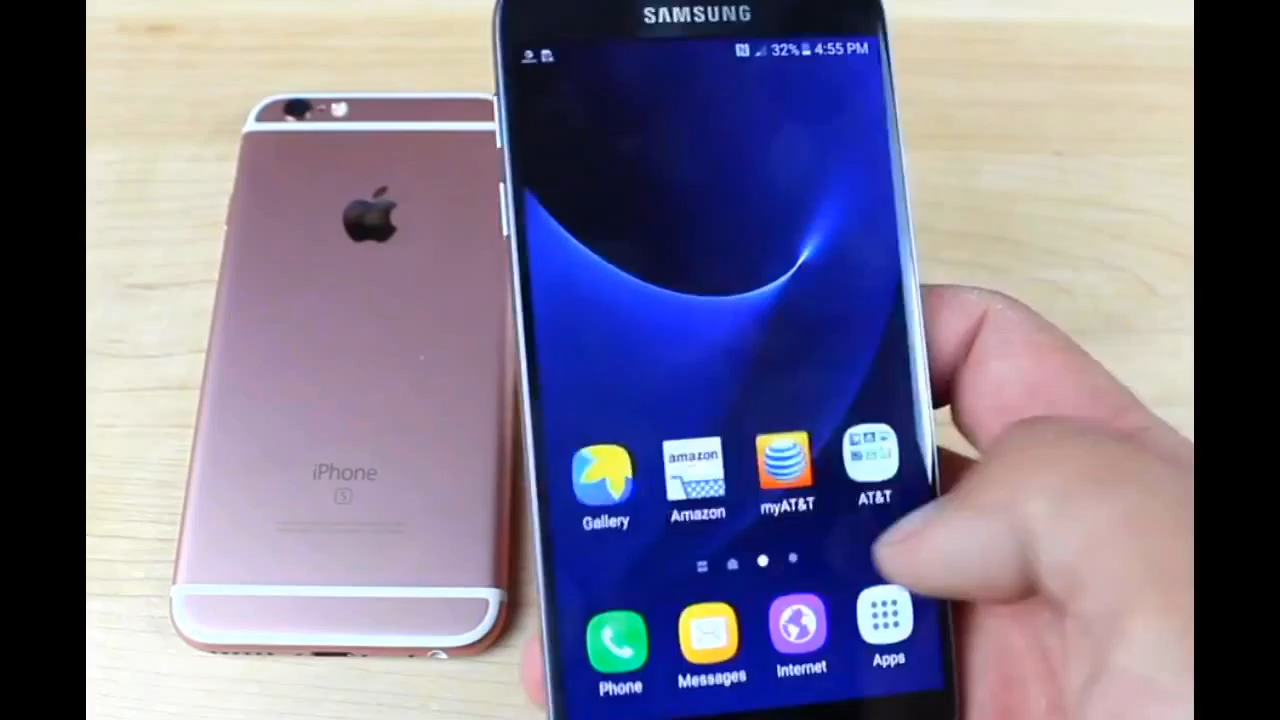 SAMSUNG
32% 4:55 PM
iPhone
S
amazon
Gallery
Amazon
myAT&T
AT&T
Phone
Messages
Internet
Apps